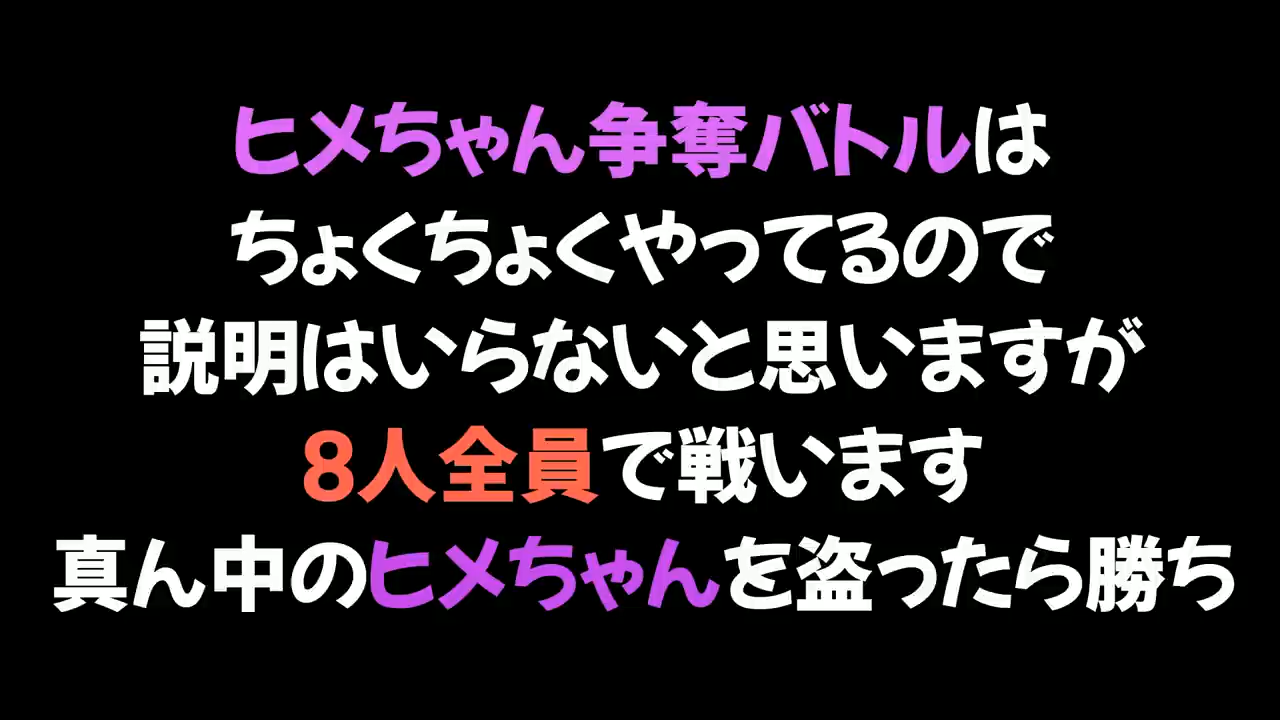 ヒメちゃん争奪バトルは
ちょくちょくやってるので
説明はいらないと思いますが
8人全員で戦います
真ん中のヒメちゃんを盗ったら勝ち